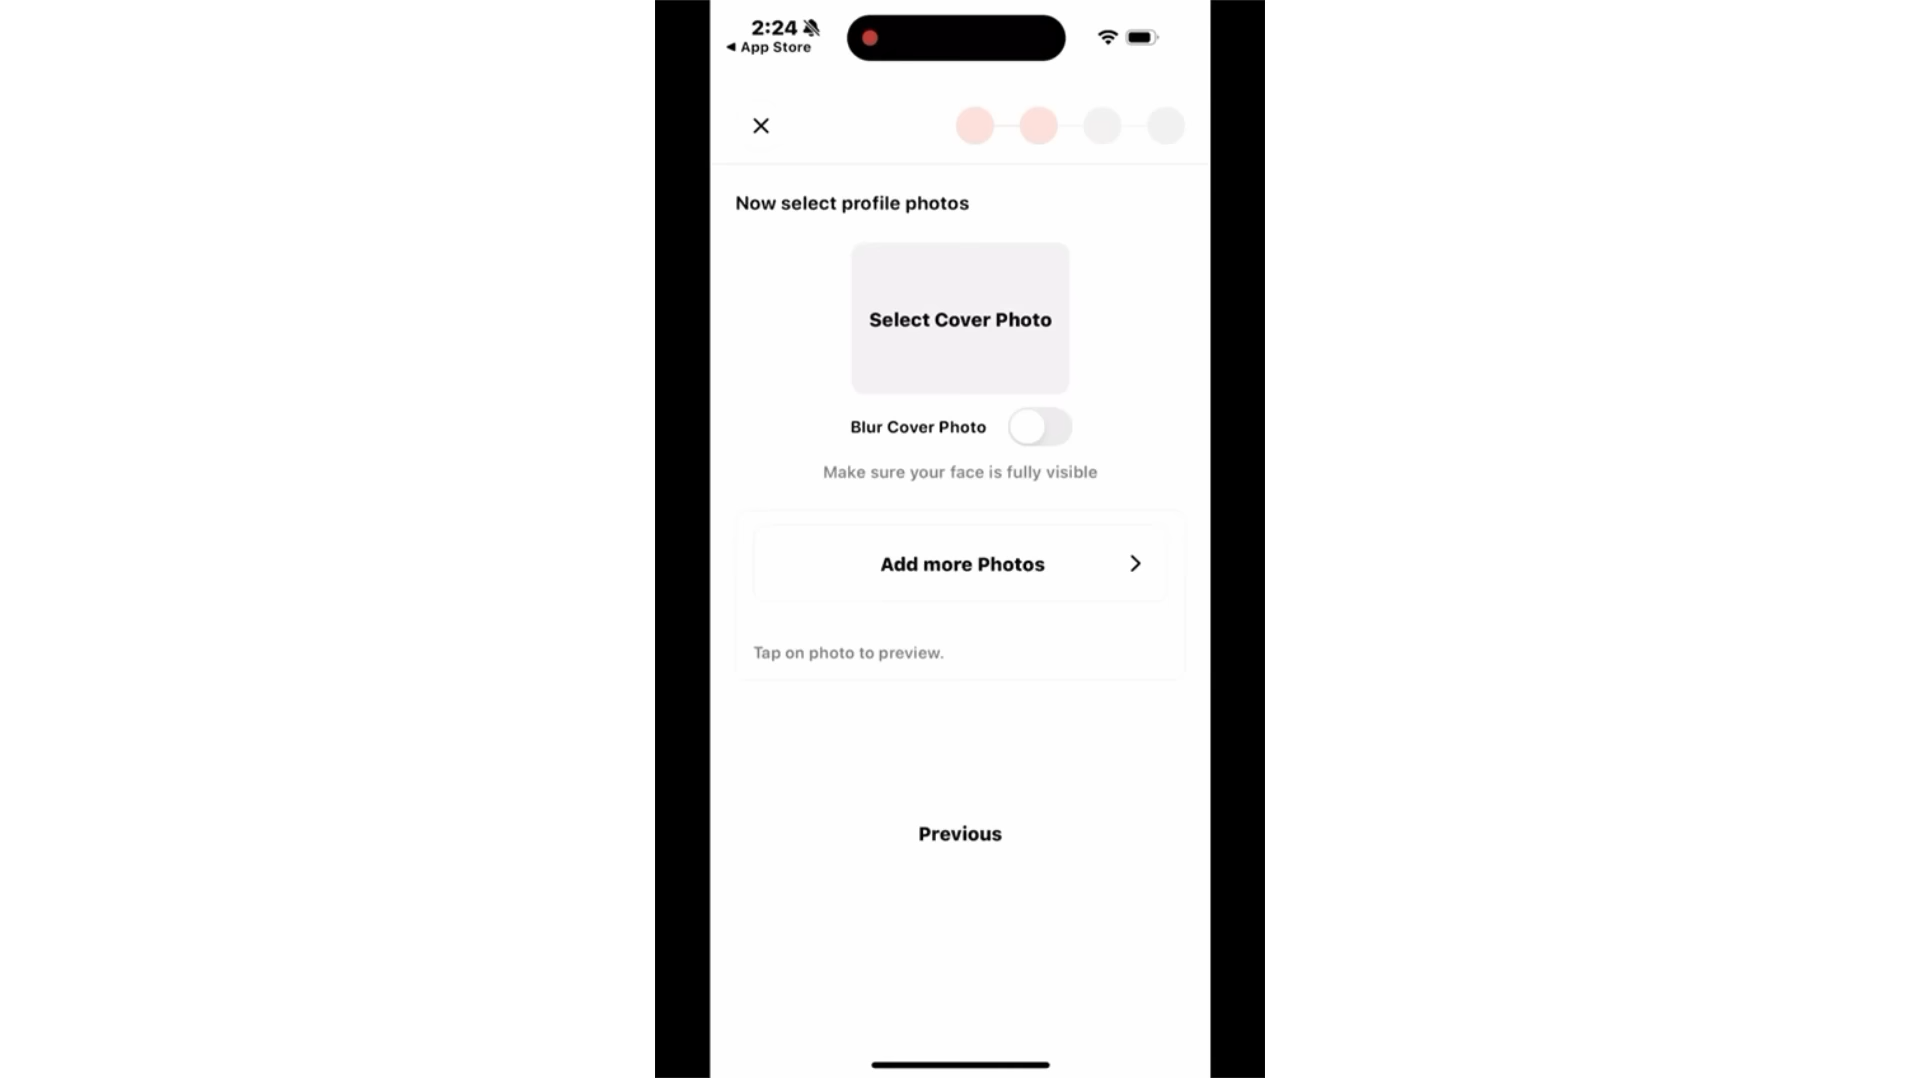 2:24
◀ App Store
Now select profile photos
Select Cover Photo
Blur Cover Photo
Make sure your face is fully visible
Add more Photos
Tap on photo to preview.
Previous